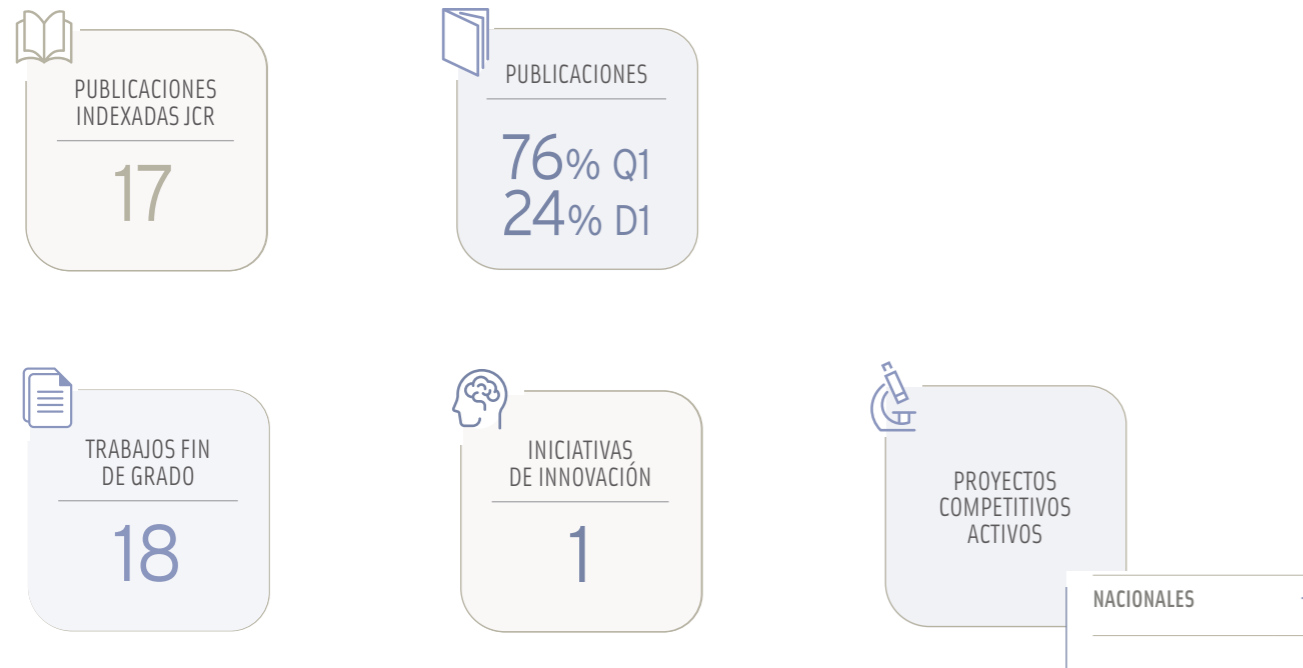 PUBLICACIONES
INDEXADAS JCR
17
PUBLICACIONES
76% Q1
24% D1
TRABAJOS FIN
DE GRADO
18
INICIATIVAS
DE INNOVACIÓN
1
PROYECTOS
COMPETITIVOS
ACTIVOS
NACIONALES